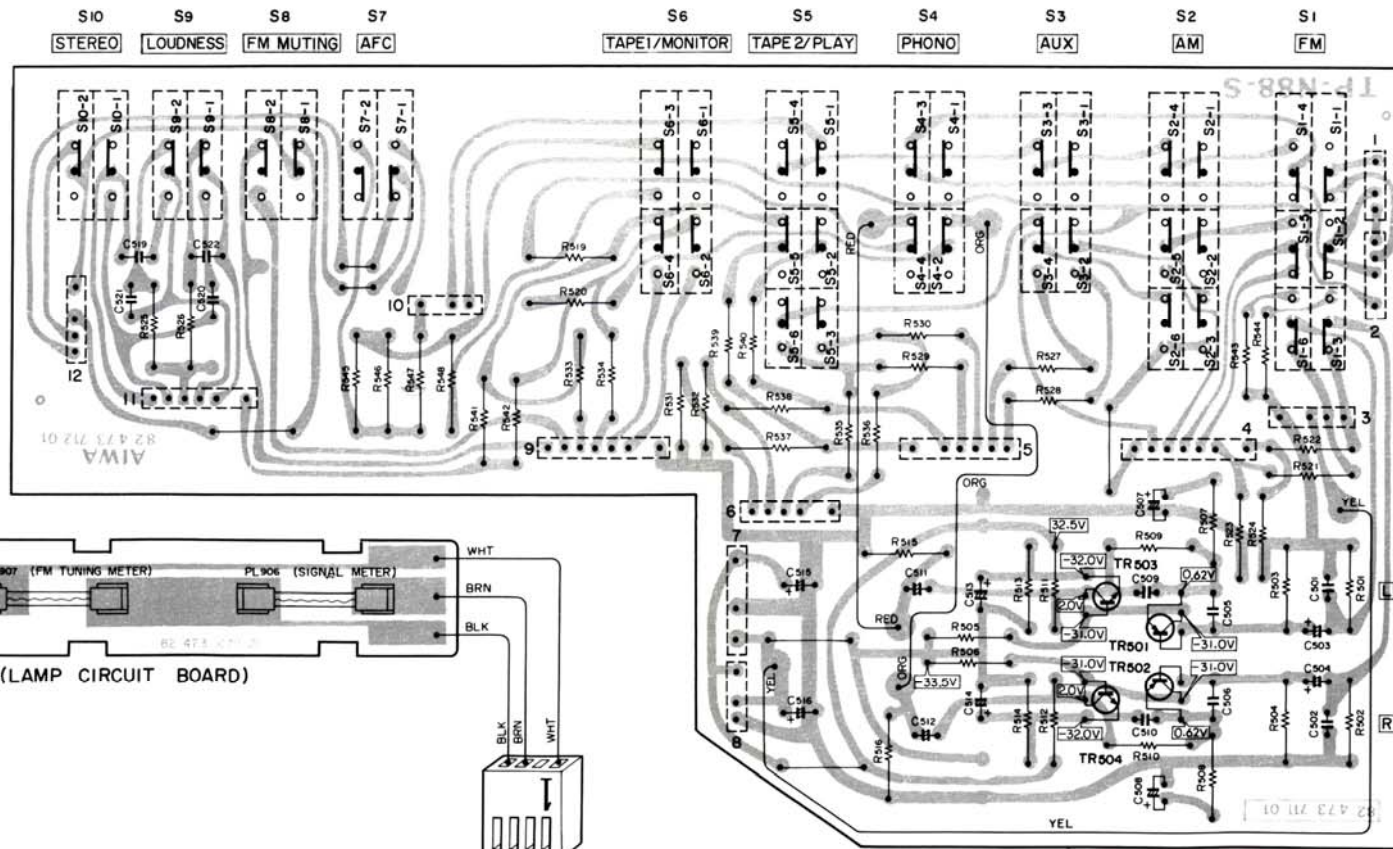 S10 S9 S8 S7 S6 S5 S4 S3 S2 S1
STEREO LOUDNESS FM MUTING AFC TAPE1/MONITOR TAPE2/PLAY PHONO AUX AM FM
TP-N88-S
S10-2 S10-1 S9-2 S9-1 S8-2 S8-1 S7-2 S7-1 S6-3 S6-1 S5-4 S5-1 S4-3 S4-1 S3-3 S3-1 S2-4 S2-1 S1-4 S1-1
1
S6-4 S6-2 S5-5 S5-2 S4-4 S4-2 S3-4 S3-2 S2-5 S2-2 S1-5 S1-2
RED ORG
C519 C522 R519
C521 R525 R526 C520 R520
10
2
12
S5-6 S5-3 S2-6 S2-3 S1-6 S1-3
R539 R540 R530 R529 R527 R528 R543 R544
R545 R546 R547 R548 R541 R542 R533 R534 R531 R532
R538 R537 R535 R536
11
9 5 4 3
R522
R521
82 473 712 01
AIWA
6
ORG
YEL
C507 R507 R523 R524
7
R515 32.5V R509
C515 C511 C513 R513 R511 -32.0V TR503 C509 0.62V C505 R503 C501 R501
L
2.0V
-31.0V TR501 -31.0V C503
R505
R506
RED ORG YEL
-33.5V
-31.0V TR502 -31.0V C504
2.0V
C516 C512 C514 R514 R512 -32.0V C510 0.62V C506 R504 C502 R502
R
8
R516 TR504 R510 C508 R508
YEL
82 473 711 01
907 (FM TUNING METER) PL906 (SIGNAL METER)
WHT
BRN
BLK
(LAMP CIRCUIT BOARD)
BLK BRN WHT
1